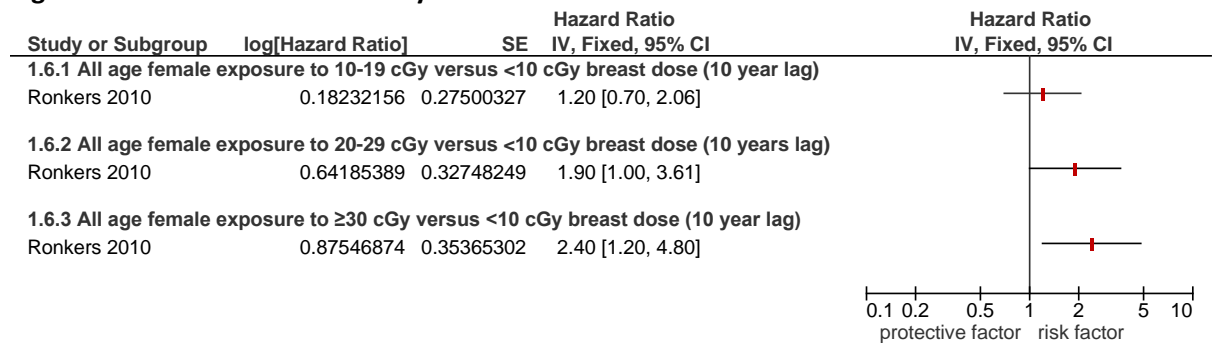 Hazard Ratio Hazard Ratio
Study or Subgroup log[Hazard Ratio] SE IV, Fixed, 95% CI IV, Fixed, 95% CI
1.6.1 All age female exposure to 10-19 cGy versus <10 cGy breast dose (10 year lag)
Ronkers 2010 0.18232156 0.27500327 1.20 [0.70, 2.06]
1.6.2 All age female exposure to 20-29 cGy versus <10 cGy breast dose (10 years lag)
Ronkers 2010 0.64185389 0.32748249 1.90 [1.00, 3.61]
1.6.3 All age female exposure to ≥30 cGy versus <10 cGy breast dose (10 year lag)
Ronkers 2010 0.87546874 0.35365302 2.40 [1.20, 4.80]
0.1 0.2 0.5 1 2 5 10
protective factor risk factor